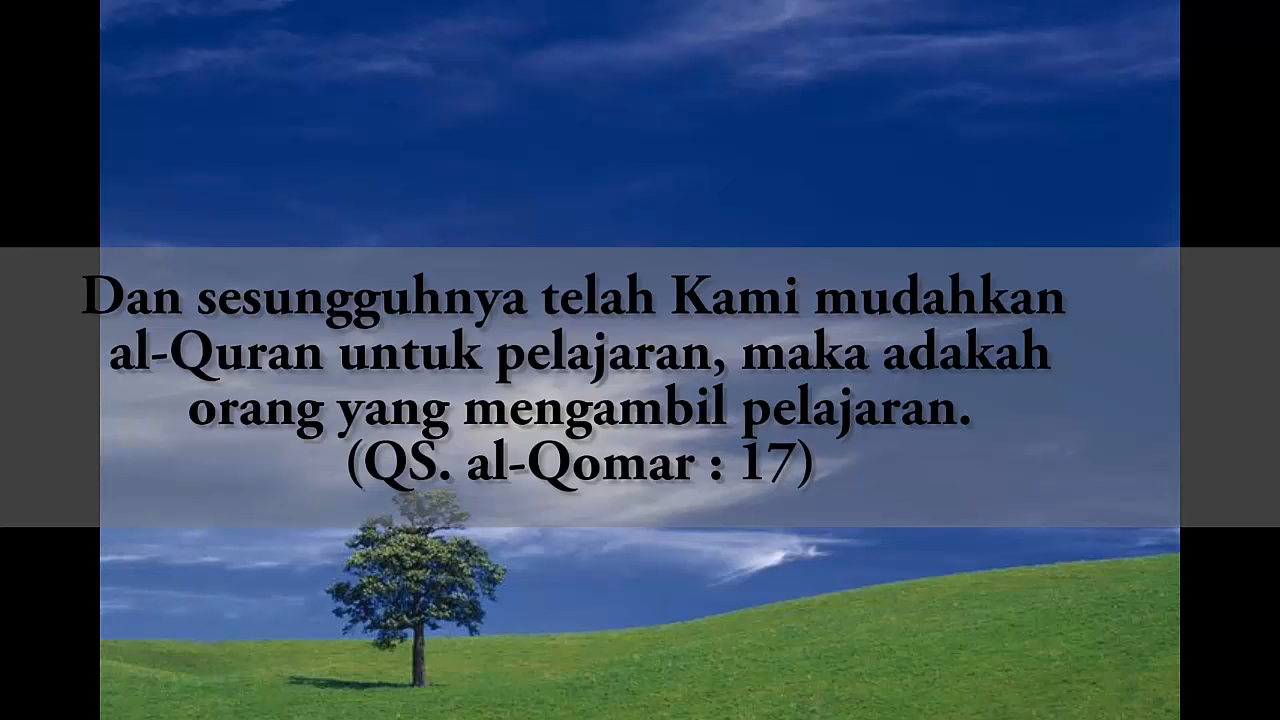 Dan sesungguhnya telah Kami mudahkan
al-Quran untuk pelajaran, maka adakah
orang yang mengambil pelajaran.
(QS. al-Qomar : 17)